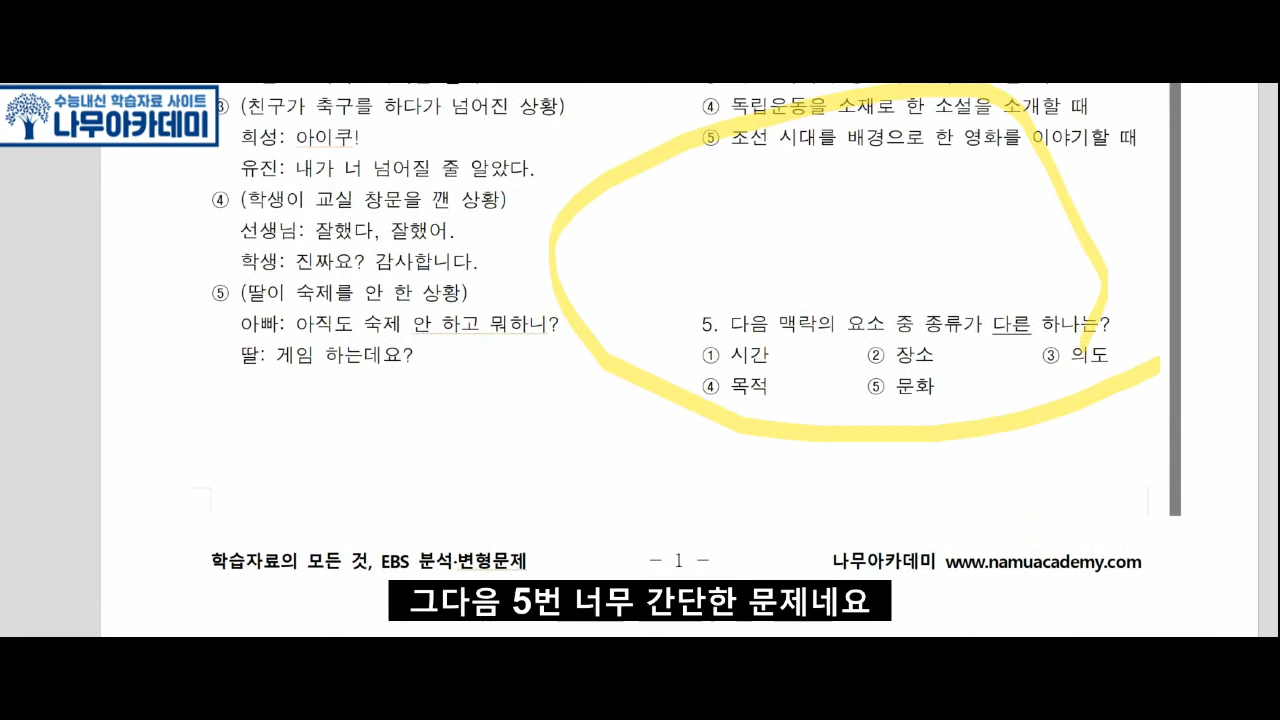 수능내신 학습자료 사이트
나무아카데미
③ (친구가 축구를 하다가 넘어진 상황)
희성: 아이쿠!
유진: 내가 너 넘어질 줄 알았다.
④ (학생이 교실 창문을 깬 상황)
선생님: 잘했다, 잘했어.
학생: 진짜요? 감사합니다.
⑤ (딸이 숙제를 안 한 상황)
아빠: 아직도 숙제 안 하고 뭐하니?
딸: 게임 하는데요?
④ 독립운동을 소재로 한 소설을 소개할 때
⑤ 조선 시대를 배경으로 한 영화를 이야기할 때
5. 다음 맥락의 요소 중 종류가 다른 하나는?
① 시간 ② 장소 ③ 의도
④ 목적 ⑤ 문화
학습자료의 모든 것, EBS 분석·변형문제 - 1 - 나무아카데미 www.namuacademy.com
그다음 5번 너무 간단한 문제네요